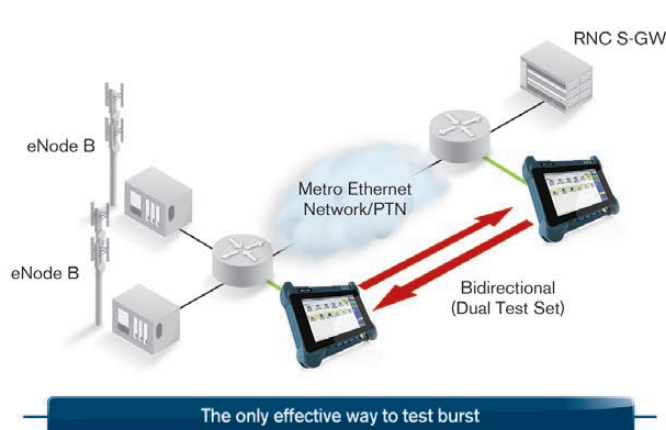 RNC S-GW
eNode B
Metro Ethernet
Network/PTN
eNode B
Bidirectional
(Dual Test Set)
The only effective way to test burst